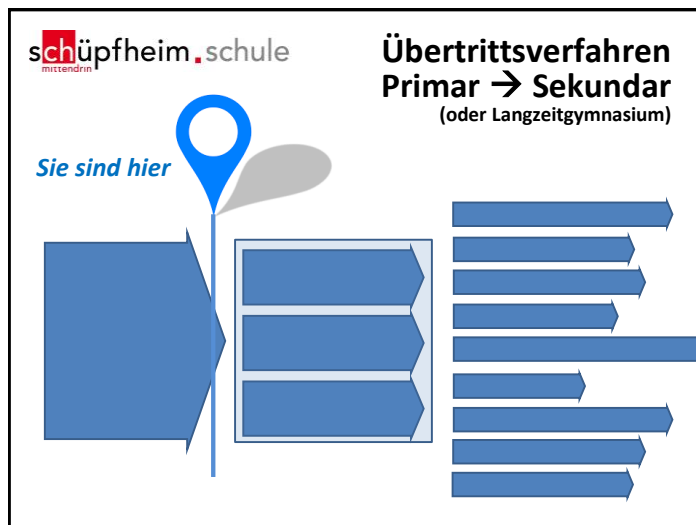 schüpfheim.schule
mittendrin
Übertrittsverfahren
Primar → Sekundar
(oder Langzeitgymnasium)
Sie sind hier